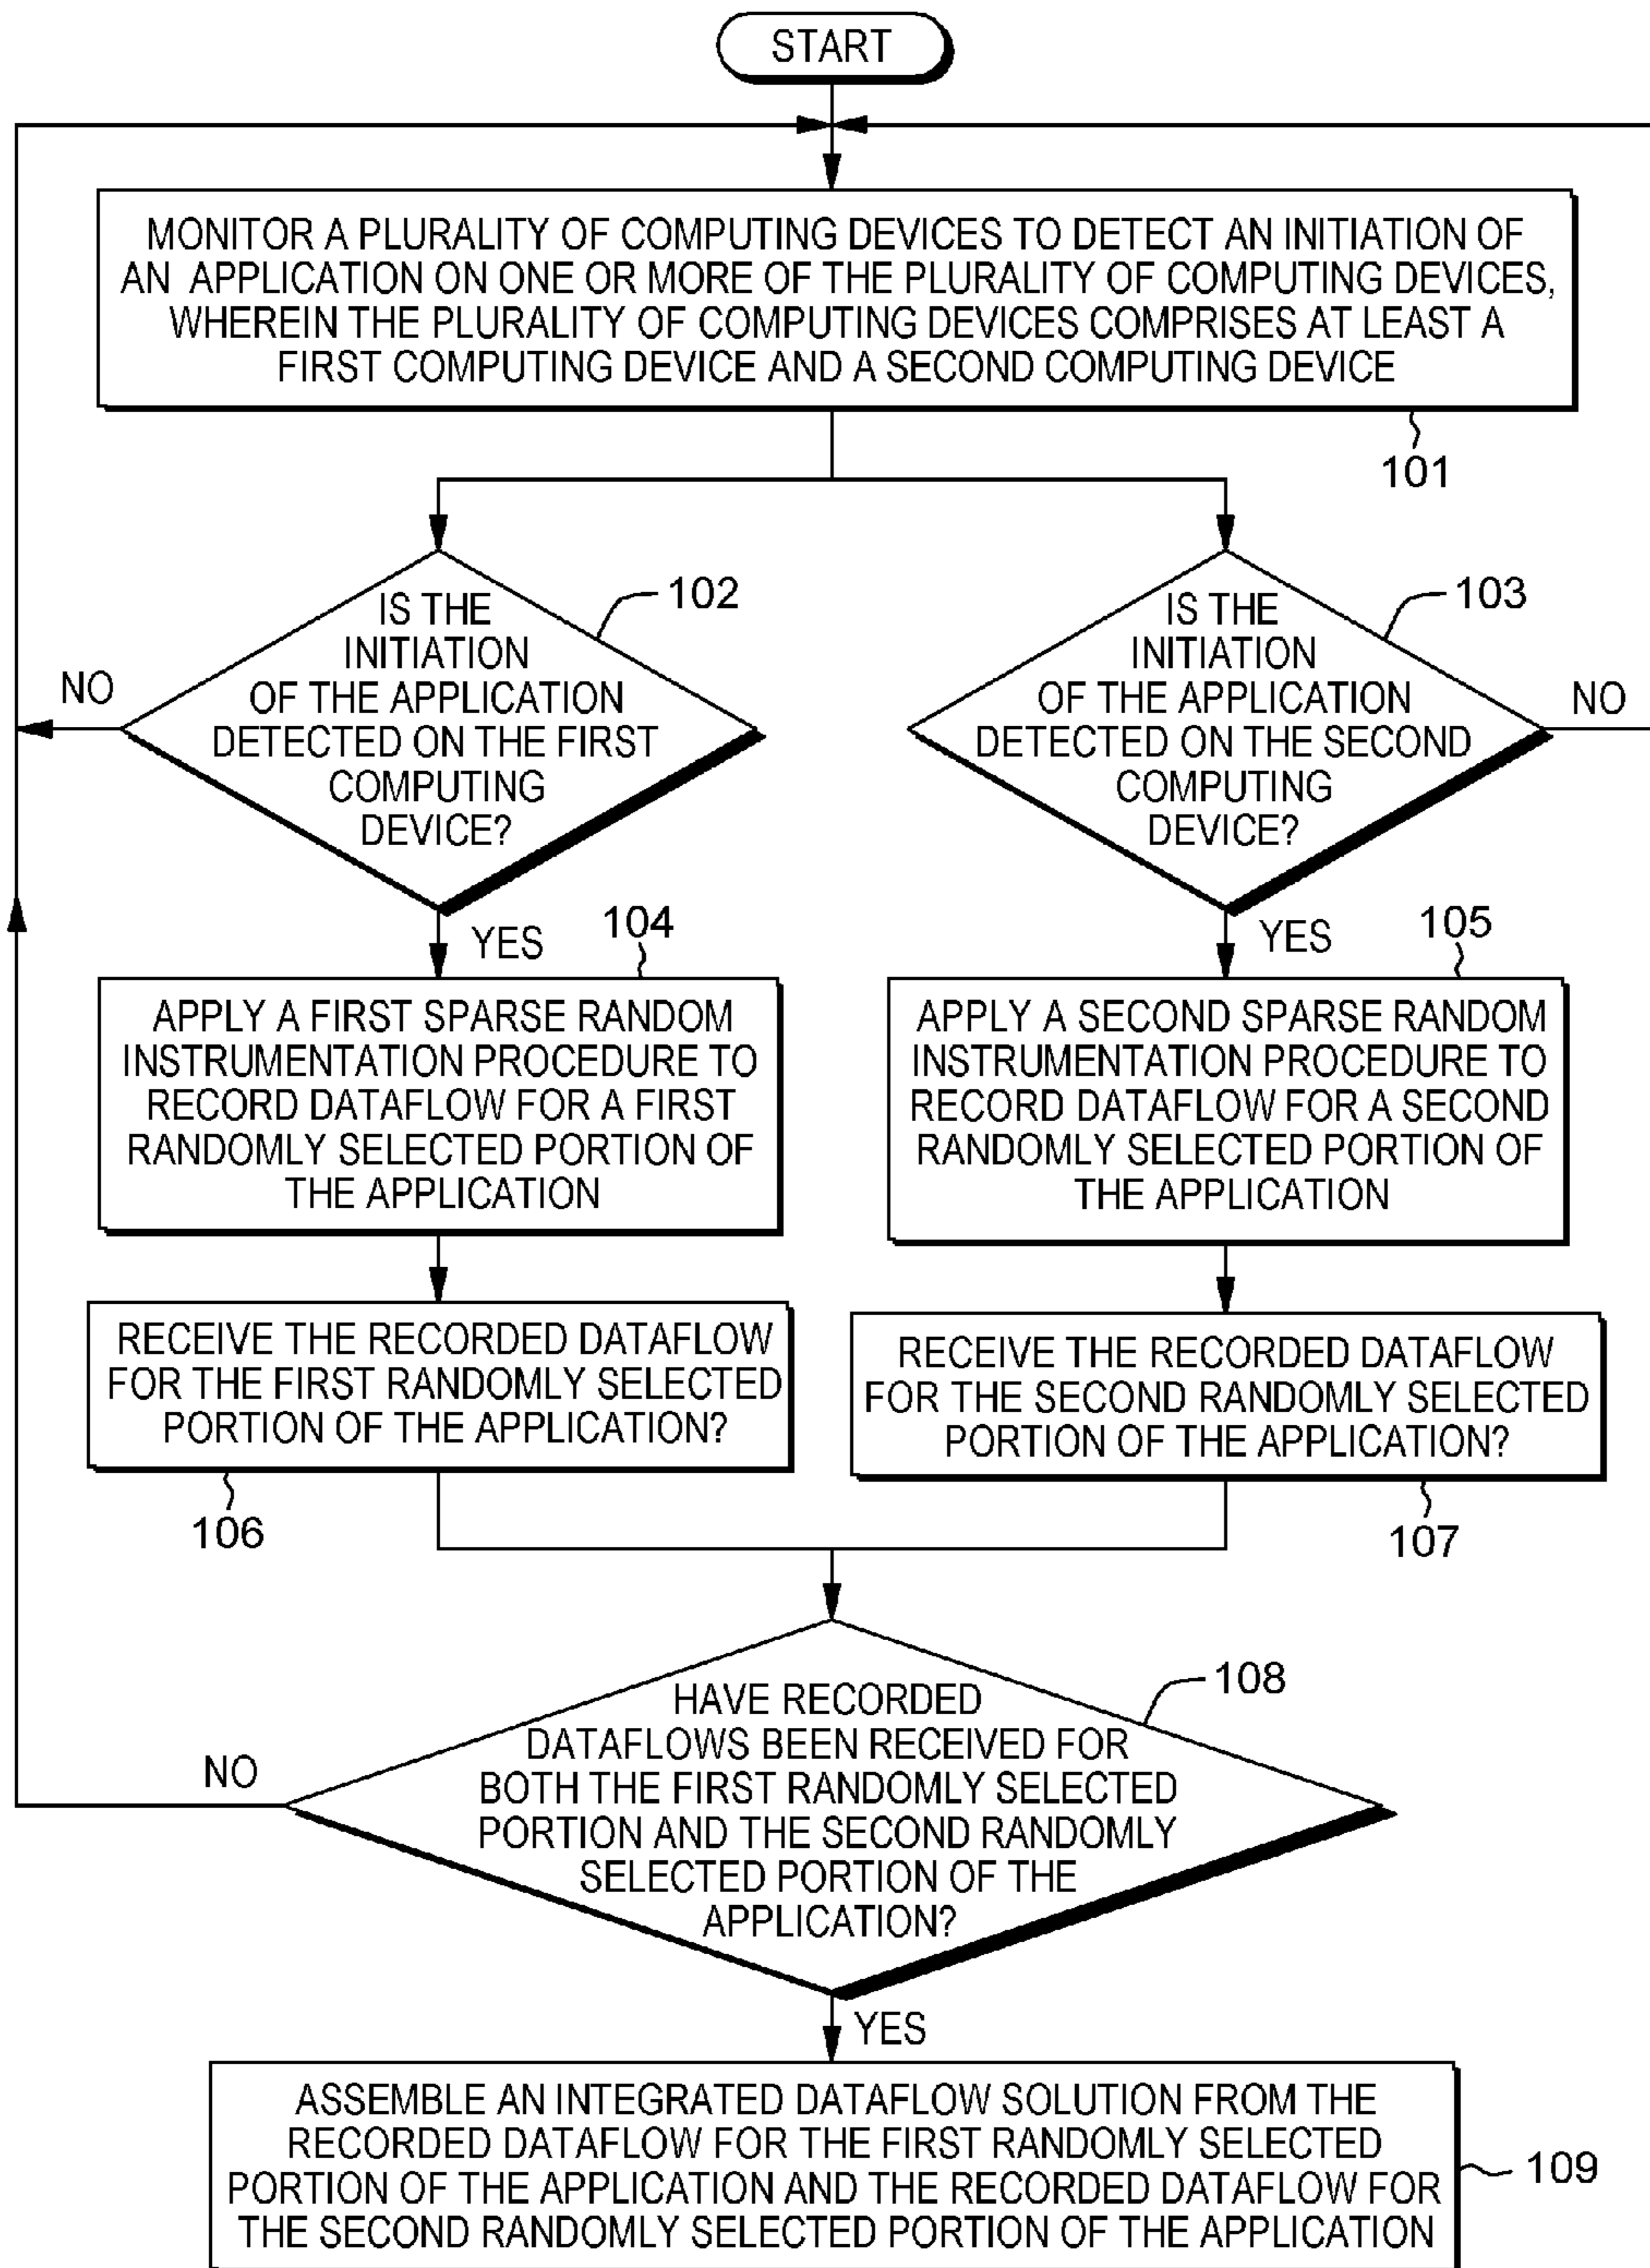 START
MONITOR A PLURALITY OF COMPUTING DEVICES TO DETECT AN INITIATION OF
AN APPLICATION ON ONE OR MORE OF THE PLURALITY OF COMPUTING DEVICES,
WHEREIN THE PLURALITY OF COMPUTING DEVICES COMPRISES AT LEAST A
FIRST COMPUTING DEVICE AND A SECOND COMPUTING DEVICE
101
IS THE
INITIATION
OF THE APPLICATION
DETECTED ON THE FIRST
COMPUTING
DEVICE?
102
NO
YES
IS THE
INITIATION
OF THE APPLICATION
DETECTED ON THE SECOND
COMPUTING
DEVICE?
103
NO
YES
104
APPLY A FIRST SPARSE RANDOM
INSTRUMENTATION PROCEDURE TO
RECORD DATAFLOW FOR A FIRST
RANDOMLY SELECTED PORTION OF
THE APPLICATION
105
APPLY A SECOND SPARSE RANDOM
INSTRUMENTATION PROCEDURE TO
RECORD DATAFLOW FOR A SECOND
RANDOMLY SELECTED PORTION OF
THE APPLICATION
RECEIVE THE RECORDED DATAFLOW
FOR THE FIRST RANDOMLY SELECTED
PORTION OF THE APPLICATION?
106
RECEIVE THE RECORDED DATAFLOW
FOR THE SECOND RANDOMLY SELECTED
PORTION OF THE APPLICATION?
107
HAVE RECORDED
DATAFLOWS BEEN RECEIVED FOR
BOTH THE FIRST RANDOMLY SELECTED
PORTION AND THE SECOND RANDOMLY
SELECTED PORTION OF THE
APPLICATION?
108
NO
YES
ASSEMBLE AN INTEGRATED DATAFLOW SOLUTION FROM THE
RECORDED DATAFLOW FOR THE FIRST RANDOMLY SELECTED
PORTION OF THE APPLICATION AND THE RECORDED DATAFLOW FOR
THE SECOND RANDOMLY SELECTED PORTION OF THE APPLICATION
109